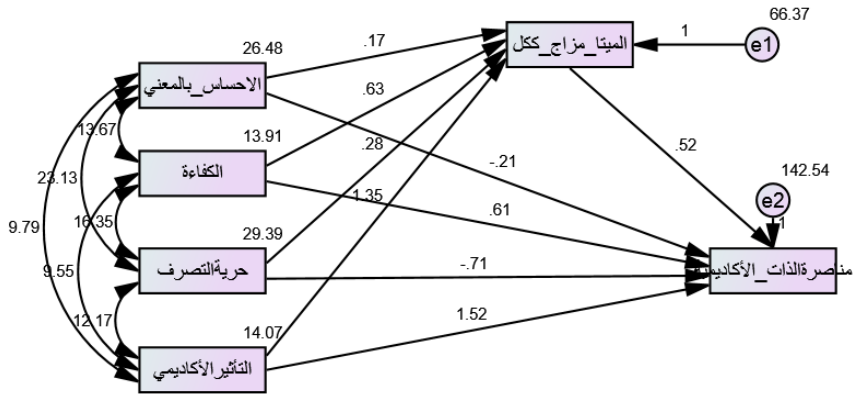 66.37
26.48
.17
الميتا_مزاج_ككل
1
e1
الاحساس_بالمعني
13.67
.63
13.91
.28
-.21
.52
142.54
23.13
الكفاءة
1.35
.61
e2
1
9.79
16.35
29.39
9.55
حريةالتصرف
-.71
مناصرةالذات_الأكاديمية
12.17
14.07
1.52
التأثيرالأكاديمي